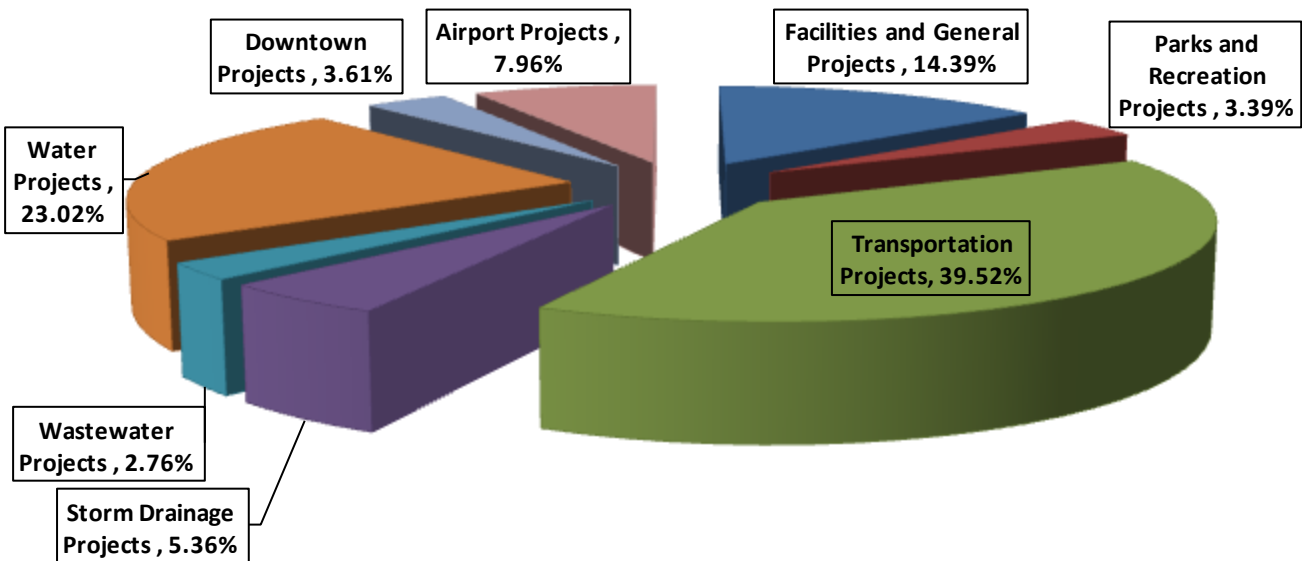 Downtown
Projects , 3.61%
Airport Projects ,
7.96%
Facilities and General
Projects , 14.39%
Parks and
Recreation
Projects , 3.39%
Water
Projects ,
23.02%
Transportation
Projects, 39.52%
Wastewater
Projects , 2.76%
Storm Drainage
Projects , 5.36%